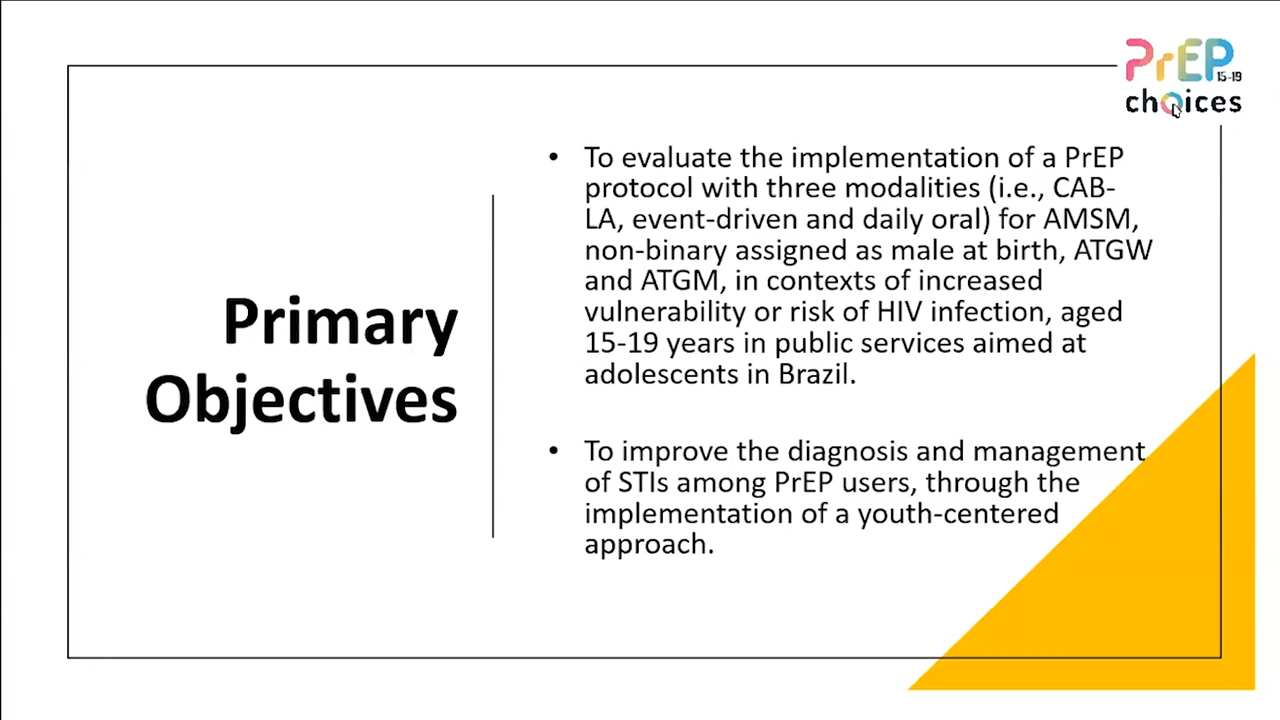 PrEP
15-19
choices
Primary
Objectives
• To evaluate the implementation of a PrEP
protocol with three modalities (i.e., CAB-
LA, event-driven and daily oral) for AMSM,
non-binary assigned as male at birth, ATGW
and ATGM, in contexts of increased
vulnerability or risk of HIV infection, aged
15-19 years in public services aimed at
adolescents in Brazil.
• To improve the diagnosis and management
of STIs among PrEP users, through the
implementation of a youth-centered
approach.